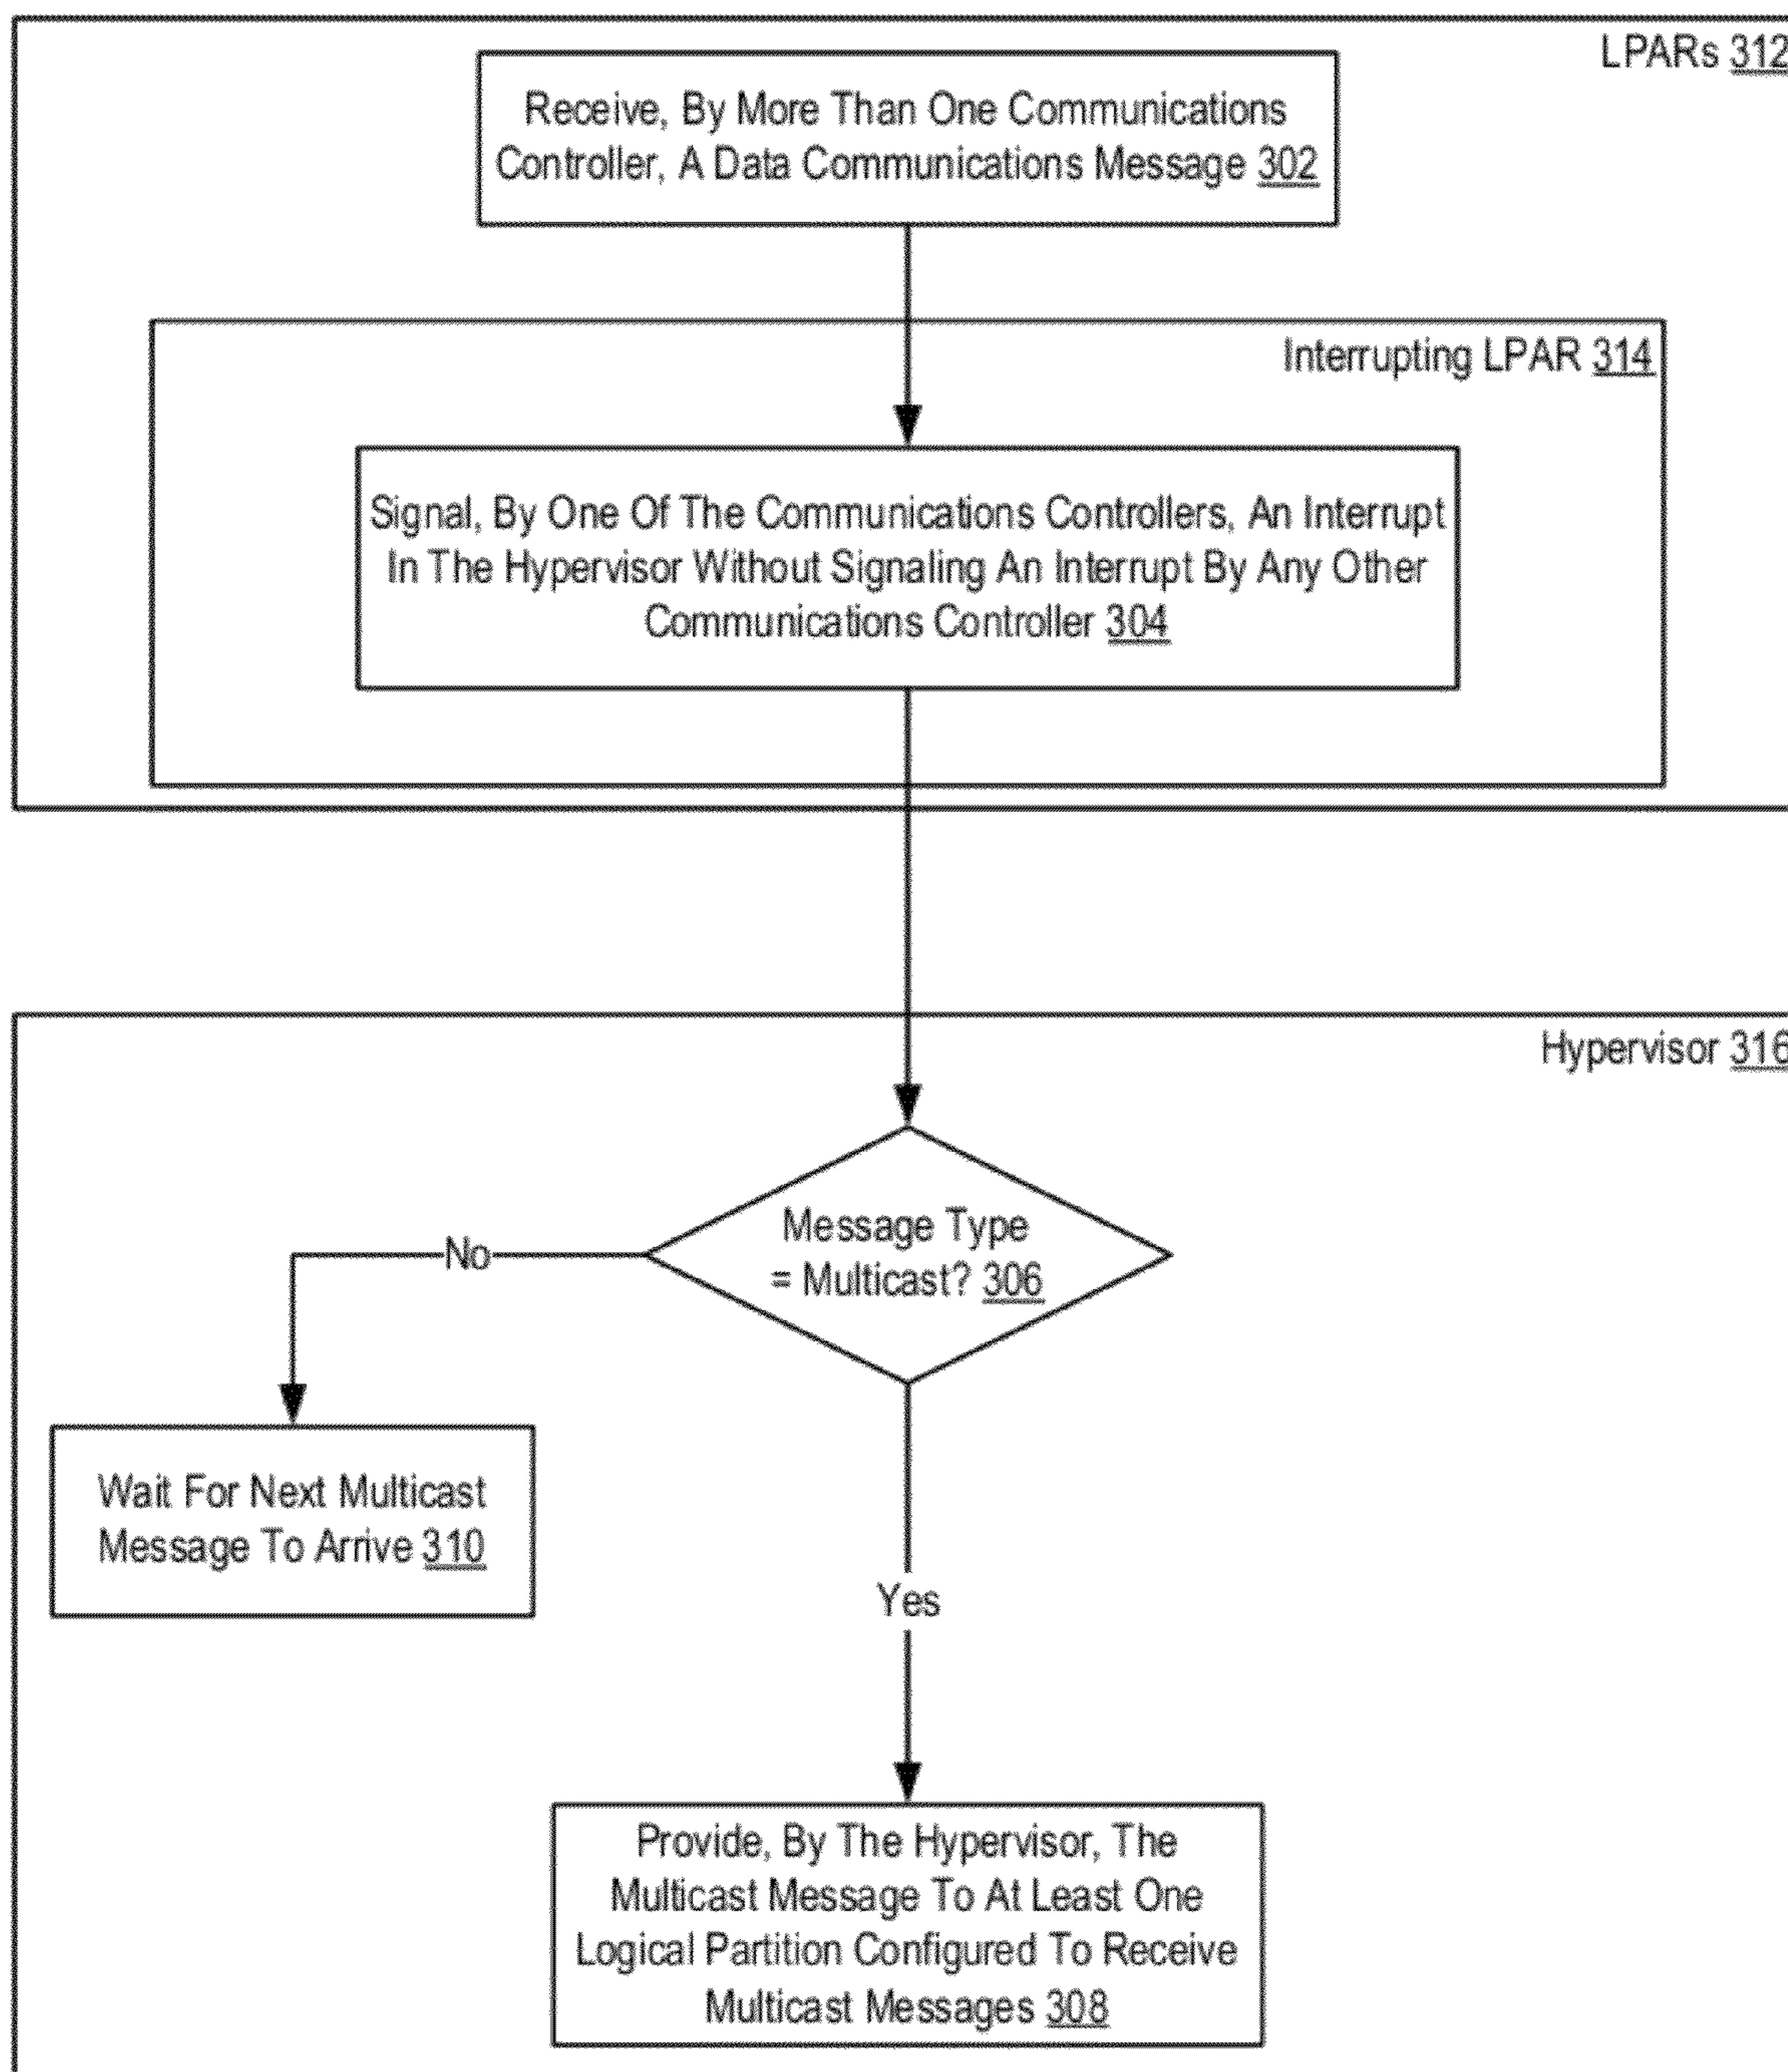 LPARs 312
Receive, By More Than One Communications
Controller, A Data Communications Message 302
Interrupting LPAR 314
Signal, By One Of The Communications Controllers, An Interrupt
In The Hypervisor Without Signaling An Interrupt By Any Other
Communications Controller 304
Hypervisor 316
Message Type
= Multicast? 306
No
Wait For Next Multicast
Message To Arrive 310
Yes
Provide, By The Hypervisor, The
Multicast Message To At Least One
Logical Partition Configured To Receive
Multicast Messages 308